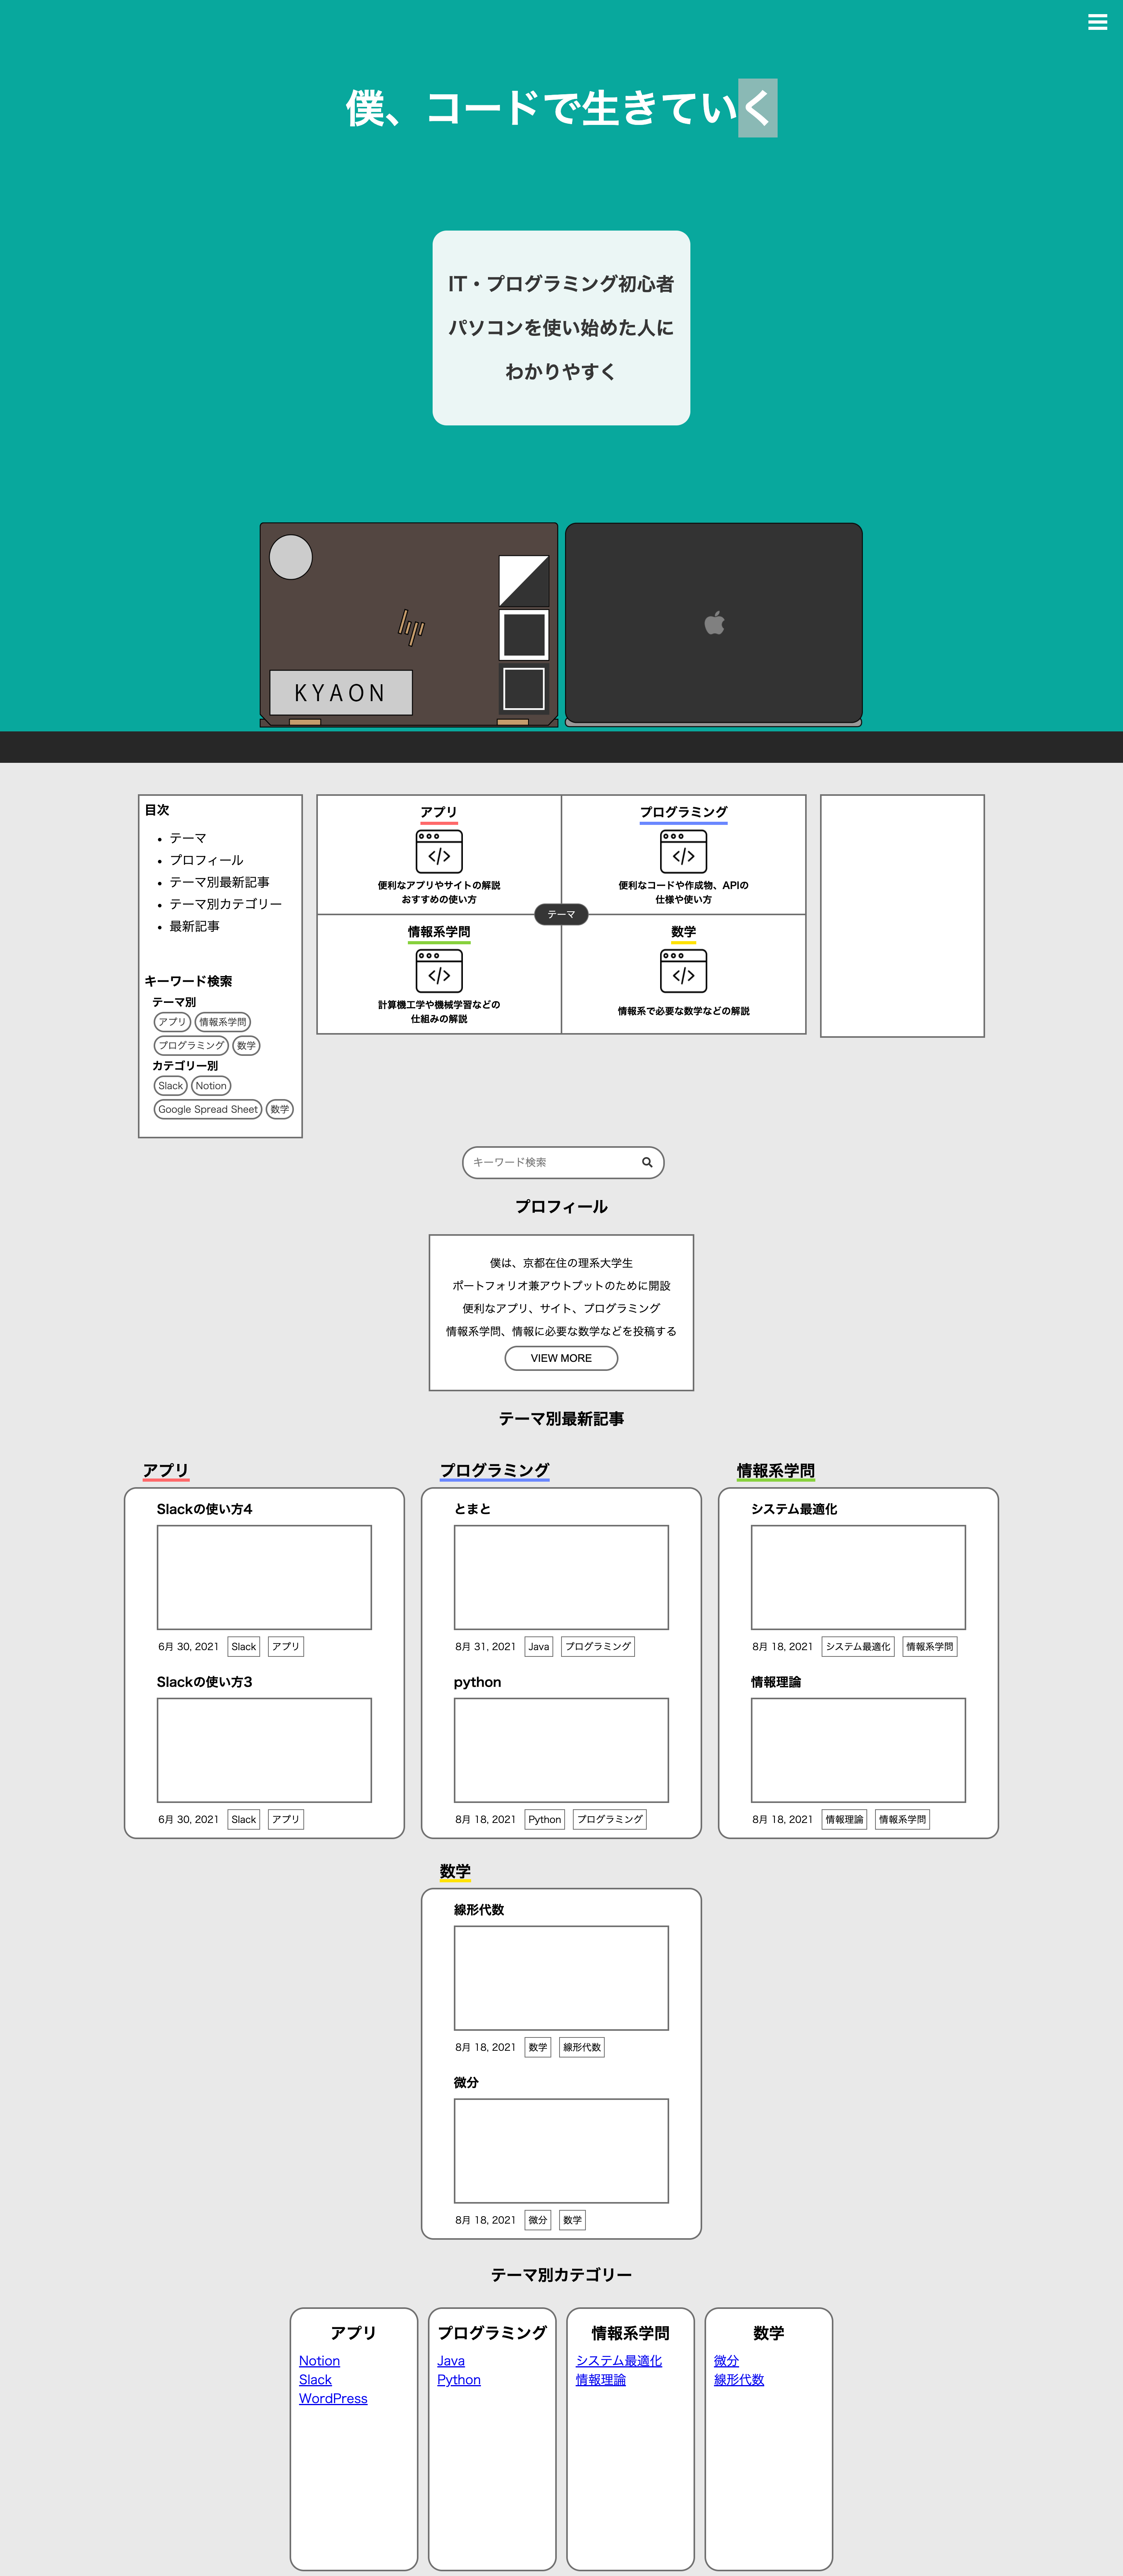 僕、コードで生きていく
IT・プログラミング初心者
パソコンを使い始めた人に
わかりやすく
KYAON
目次
テーマ
プロフィール
テーマ別最新記事
テーマ別カテゴリー
最新記事
キーワード検索
テーマ別
アプリ 情報系学問
プログラミング 数学
カテゴリー別
Slack Notion
Google Spread Sheet 数学
アプリ
便利なアプリやサイトの解説
おすすめの使い方
プログラミング
便利なコードや作成物、APIの
仕様や使い方
テーマ
情報系学問
計算機工学や機械学習などの
仕組みの解説
数学
情報系で必要な数学などの解説
キーワード検索
プロフィール
僕は、京都在住の理系大学生
ポートフォリオ兼アウトプットのために開設
便利なアプリ、サイト、プログラミング
情報系学問、情報に必要な数学などを投稿する
VIEW MORE
テーマ別最新記事
アプリ
Slackの使い方4
6月 30, 2021 Slack アプリ
Slackの使い方3
6月 30, 2021 Slack アプリ
プログラミング
とまと
8月 31, 2021 Java プログラミング
python
8月 18, 2021 Python プログラミング
情報系学問
システム最適化
8月 18, 2021 システム最適化 情報系学問
情報理論
8月 18, 2021 情報理論 情報系学問
数学
線形代数
8月 18, 2021 数学 線形代数
微分
8月 18, 2021 微分 数学
テーマ別カテゴリー
アプリ
Notion
Slack
WordPress
プログラミング
Java
Python
情報系学問
システム最適化
情報理論
数学
微分
線形代数